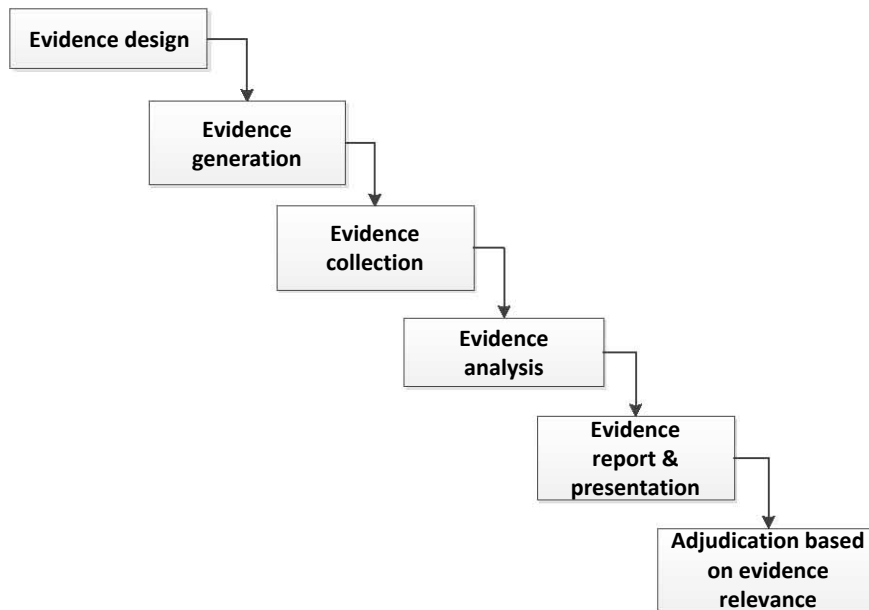 Evidence design
Evidence
generation
Evidence
collection
Evidence
analysis
Evidence
report &
presentation
Adjudication based
on evidence
relevance